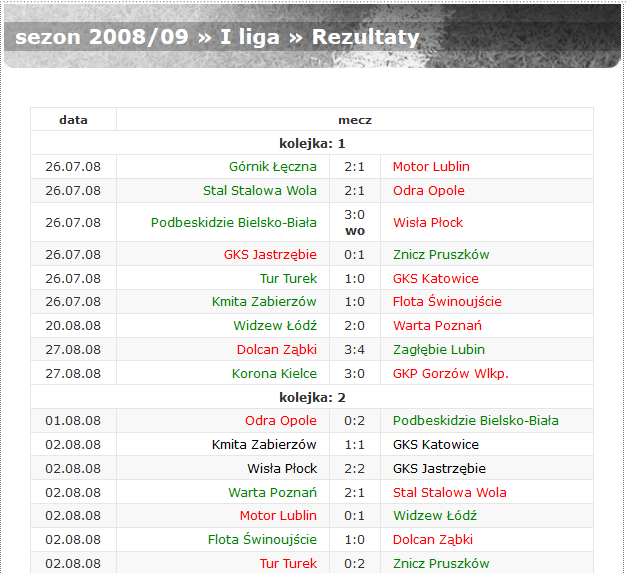 sezon 2008/09 » I liga » Rezultaty
data mecz
kolejka: 1
26.07.08 Górnik Łęczna 2:1 Motor Lublin
26.07.08 Stal Stalowa Wola 2:1 Odra Opole
26.07.08 Podbeskidzie Bielsko-Biała 3:0 wo Wisła Płock
26.07.08 GKS Jastrzębie 0:1 Znicz Pruszków
26.07.08 Tur Turek 1:0 GKS Katowice
26.07.08 Kmita Zabierzów 1:0 Flota Świnoujście
20.08.08 Widzew Łódź 2:0 Warta Poznań
27.08.08 Dolcan Ząbki 3:4 Zagłębie Lubin
27.08.08 Korona Kielce 3:0 GKP Gorzów Wlkp.
kolejka: 2
01.08.08 Odra Opole 0:2 Podbeskidzie Bielsko-Biała
02.08.08 Kmita Zabierzów 1:1 GKS Katowice
02.08.08 Wisła Płock 2:2 GKS Jastrzębie
02.08.08 Warta Poznań 2:1 Stal Stalowa Wola
02.08.08 Motor Lublin 0:1 Widzew Łódź
02.08.08 Flota Świnoujście 1:0 Dolcan Ząbki
02.08.08 Tur Turek 0:2 Znicz Pruszków